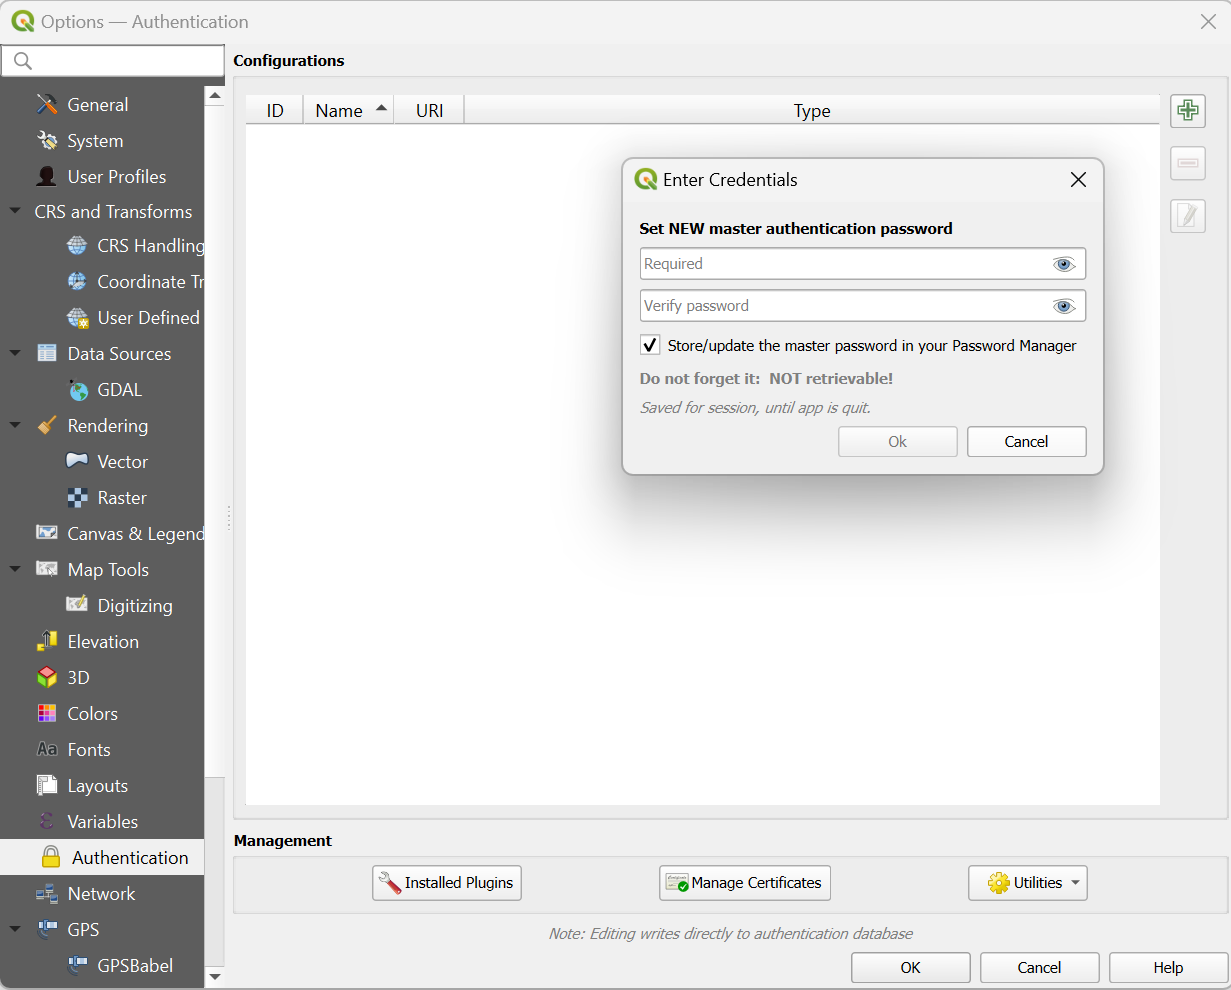 Options — Authentication
General
System
User Profiles
CRS and Transforms
CRS Handling
Coordinate Tr
User Defined
Data Sources
GDAL
Rendering
Vector
Raster
Canvas & Legend
Map Tools
Digitizing
Elevation
3D
Colors
Aa Fonts
Layouts
ε Variables
Authentication
Network
GPS
GPSBabel
Configurations
ID Name URI Type
Enter Credentials
Set NEW master authentication password
Required
Verify password
Store/update the master password in your Password Manager
Do not forget it: NOT retrievable!
Saved for session, until app is quit.
Ok Cancel
Management
Installed Plugins Manage Certificates Utilities
Note: Editing writes directly to authentication database
OK Cancel Help